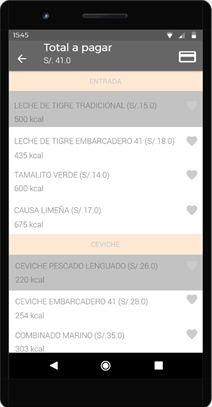 15:45
Total a pagar
S/. 41.0
ENTRADA
LECHE DE TIGRE TRADICIONAL (S/.15.0)
500 kcal
LECHE DE TIGRE EMBARCADERO 41 (S/.18.0)
435 kcal
TAMALITO VERDE (S/.14.0)
600 kcal
CAUSA LIMEÑA (S/.17.0)
675 kcal
CEVICHE
CEVICHE PESCADO LENGUADO (S/.26.0)
220 kcal
CEVICHE EMBARCADERO 41 (S/.28.0)
254 kcal
COMBINADO MARINO (S/.35.0)
303 kcal